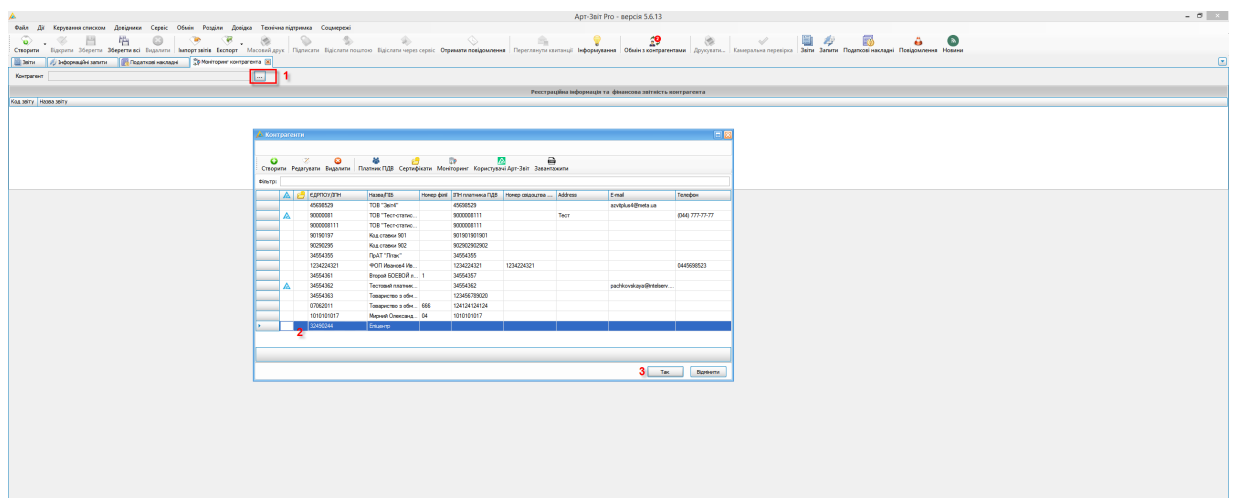 Арт-Звіт Pro - версія 5.6.13
Файл Дії Керування списком Довідники Сервіс Обмін Розділи Довідка Технічна підтримка Соцмережі
Створити Відкрити Зберегти Зберегти всі Видалити Імпорт звітів Експорт Масовий друк Підписати Відіслати поштою Відіслати через сервіс Отримати повідомлення Переглянути квитанції Інформування Обмін з контрагентами Друкувати... Камеральна перевірка Звіти Запити Податкові накладні Повідомлення Новини
Звіти Інформаційні запити Податкові накладні Моніторинг контрагента
Контрагент ... 1
Реєстраційна інформація та фінансова звітність контрагента
Код звіту Назва звіту
Контрагенти
Створити Редагувати Видалити Платник ПДВ Сертифікати Моніторинг Користувачі Арт-Звіт Завантажити
Фільтр:
ЄДРПОУ/ІПН Назва/ПІБ Номер філії ІПН платника ПДВ Номер свідоцтва ... Address E-mail Телефон
45698529 ТОВ "Звіт4" 45698529 azvitplus4@meta.ua
90000081 ТОВ "Тест-статис... 9000008111 Тест (044) 777-77-77
9000008111 ТОВ "Тест-статис... 9000008111
90190197 Код ставки 901 901901901901
90290295 Код ставки 902 902902902902
34554355 ПрАТ "Літак" 34554355
1234224321 ФОП Иванов4 Ив... 1234224321 1234224321 0445698523
34554361 Второй БОЕВОЙ п... 1 34554357
34554362 Тестовий платник... 34554362 pachkovskaya@intelserv....
34554363 Товариство з обм... 123456789020
07062011 Товариство з обм... 666 124124124124
1010101017 Мирний Олександ... 04 1010101017
32490244 Епіцентр
2
3 Так Відмінити